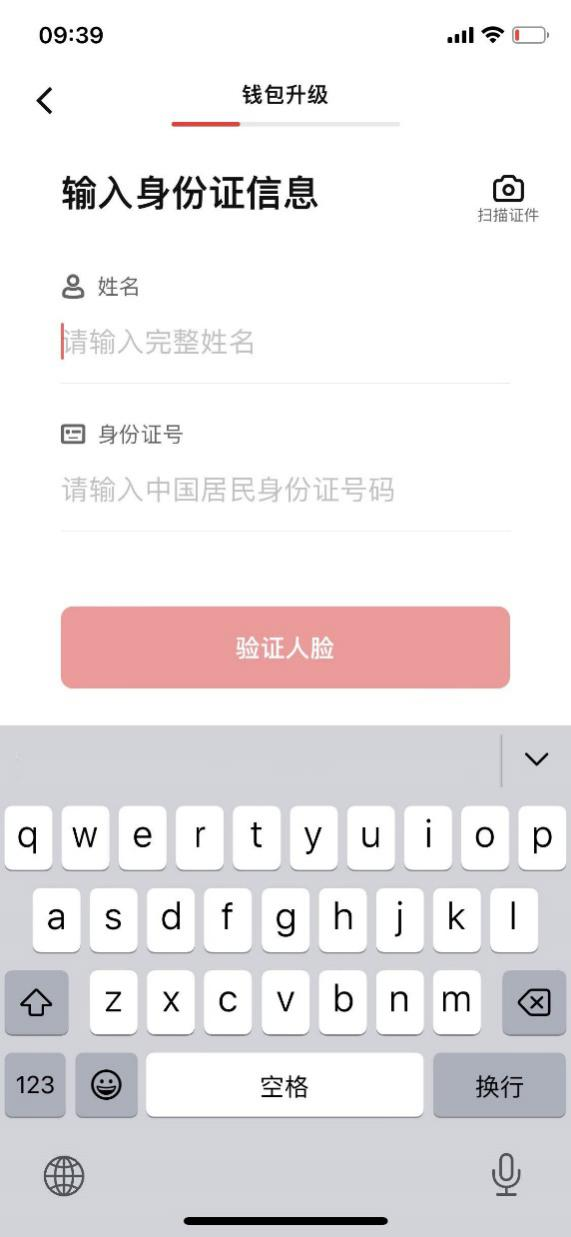 09:39
钱包升级
输入身份证信息
扫描证件
姓名
请输入完整姓名
身份证号
请输入中国居民身份证号码
验证人脸
q w e r t y u i o p
a s d f g h j k l
z x c v b n m
123 空格 换行